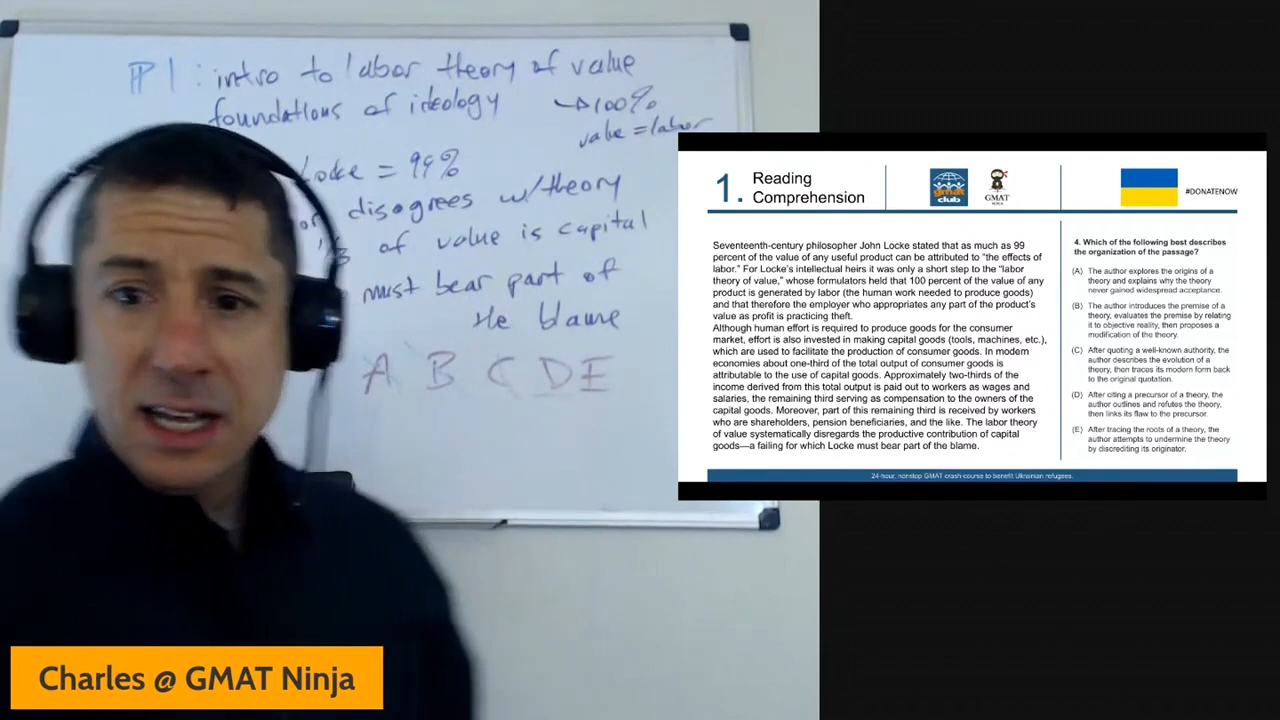 IP 1 : intro to labor theory of value
foundations of ideology → 100%
value = labor
Locke = 99%
disagrees w/theory
1/3 of value is capital
must bear part of
the blame
A B C D E
1. Reading
Comprehension
gmat
club
GMAT
NINJA
#DONATENOW
Seventeenth-century philosopher John Locke stated that as much as 99
percent of the value of any useful product can be attributed to “the effects of
labor.” For Locke’s intellectual heirs it was only a short step to the “labor
theory of value,” whose formulators held that 100 percent of the value of any
product is generated by labor (the human work needed to produce goods)
and that therefore the employer who appropriates any part of the product’s
value as profit is practicing theft.
Although human effort is required to produce goods for the consumer
market, effort is also invested in making capital goods (tools, machines, etc.),
which are used to facilitate the production of consumer goods. In modern
economies about one-third of the total output of consumer goods is
attributable to the use of capital goods. Approximately two-thirds of the
income derived from this total output is paid out to workers as wages and
salaries, the remaining third serving as compensation to the owners of the
capital goods. Moreover, part of this remaining third is received by workers
who are shareholders, pension beneficiaries, and the like. The labor theory
of value systematically disregards the productive contribution of capital
goods—a failing for which Locke must bear part of the blame.
4. Which of the following best describes
the organization of the passage?
(A) The author explores the origins of a
theory and explains why the theory
never gained widespread acceptance.
(B) The author introduces the premise of a
theory, evaluates the premise by relating
it to objective reality, then proposes a
modification of the theory.
(C) After quoting a well-known authority, the
author describes the evolution of a
theory, then traces its modern form back
to the original quotation.
(D) After citing a precursor of a theory, the
author outlines and refutes the theory,
then links its flaw to the precursor.
(E) After tracing the roots of a theory, the
author attempts to undermine the theory
by discrediting its originator.
24-hour, nonstop GMAT crash-course to benefit Ukrainian refugees.
Charles @ GMAT Ninja